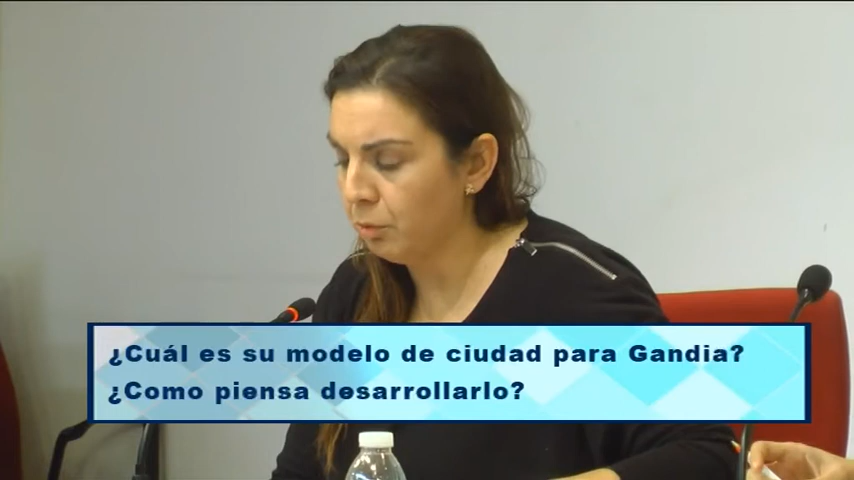 ¿Cuál es su modelo de ciudad para Gandia?
¿Como piensa desarrollarlo?